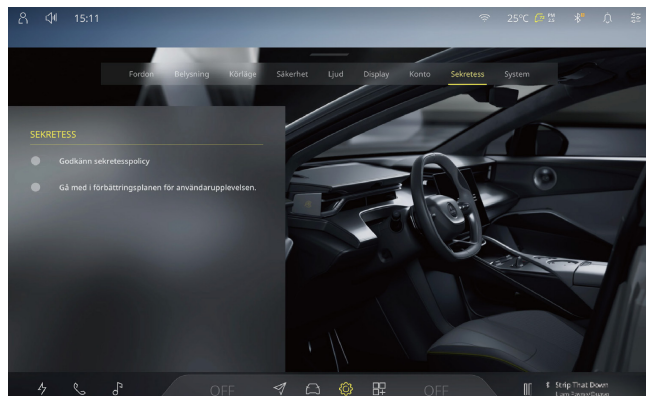 15:11
25°C
Fordon Belysning Körläge Säkerhet Ljud Display Konto Sekretess System
SEKRETESS
Godkänn sekretesspolicy
Gå med i förbättringsplanen för användarupplevelsen.
OFF OFF
Strip That Down